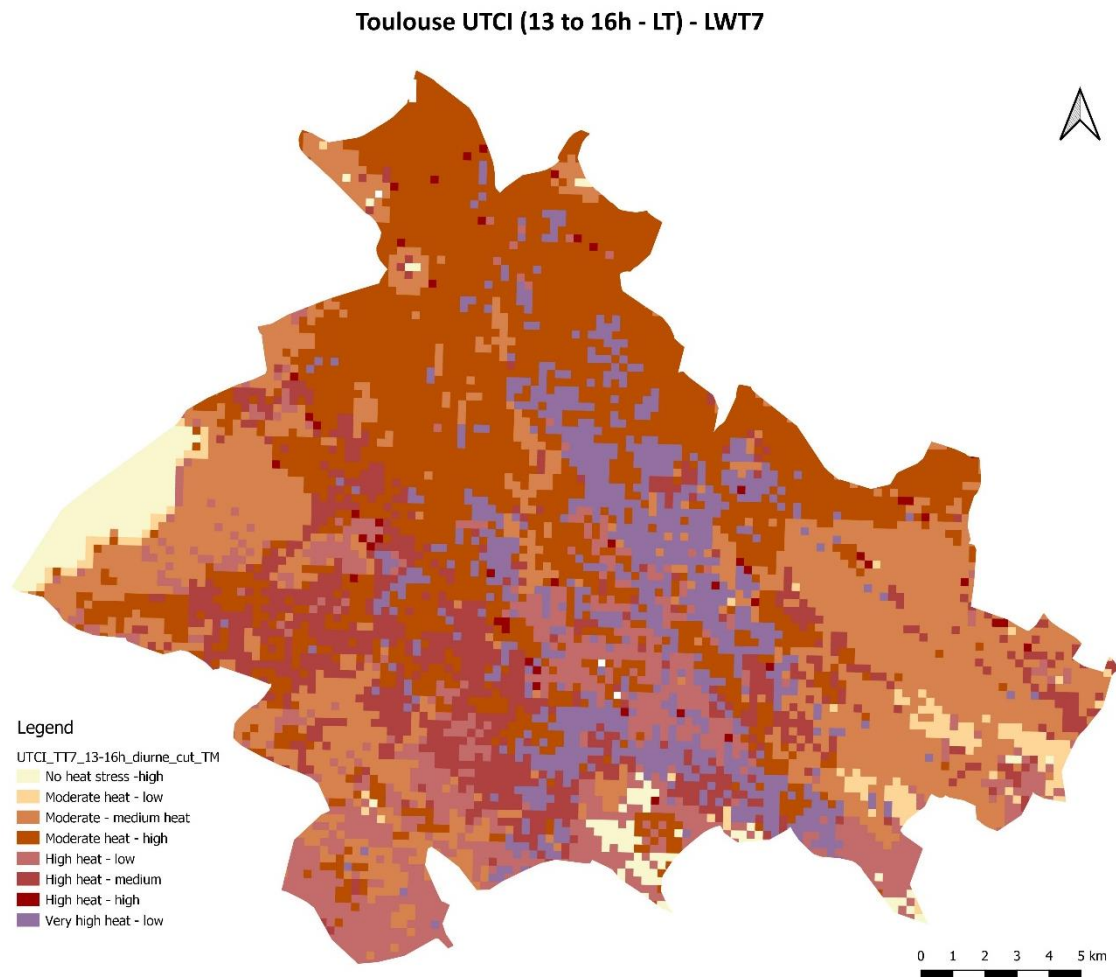 Toulouse UTCI (13 to 16h - LT) - LWT7
Legend
UTCI_TT7_13-16h_diurne_cut_TM
No heat stress -high
Moderate heat - low
Moderate - medium heat
Moderate heat - high
High heat - low
High heat - medium
High heat - high
Very high heat - low
0 1 2 3 4 5 km